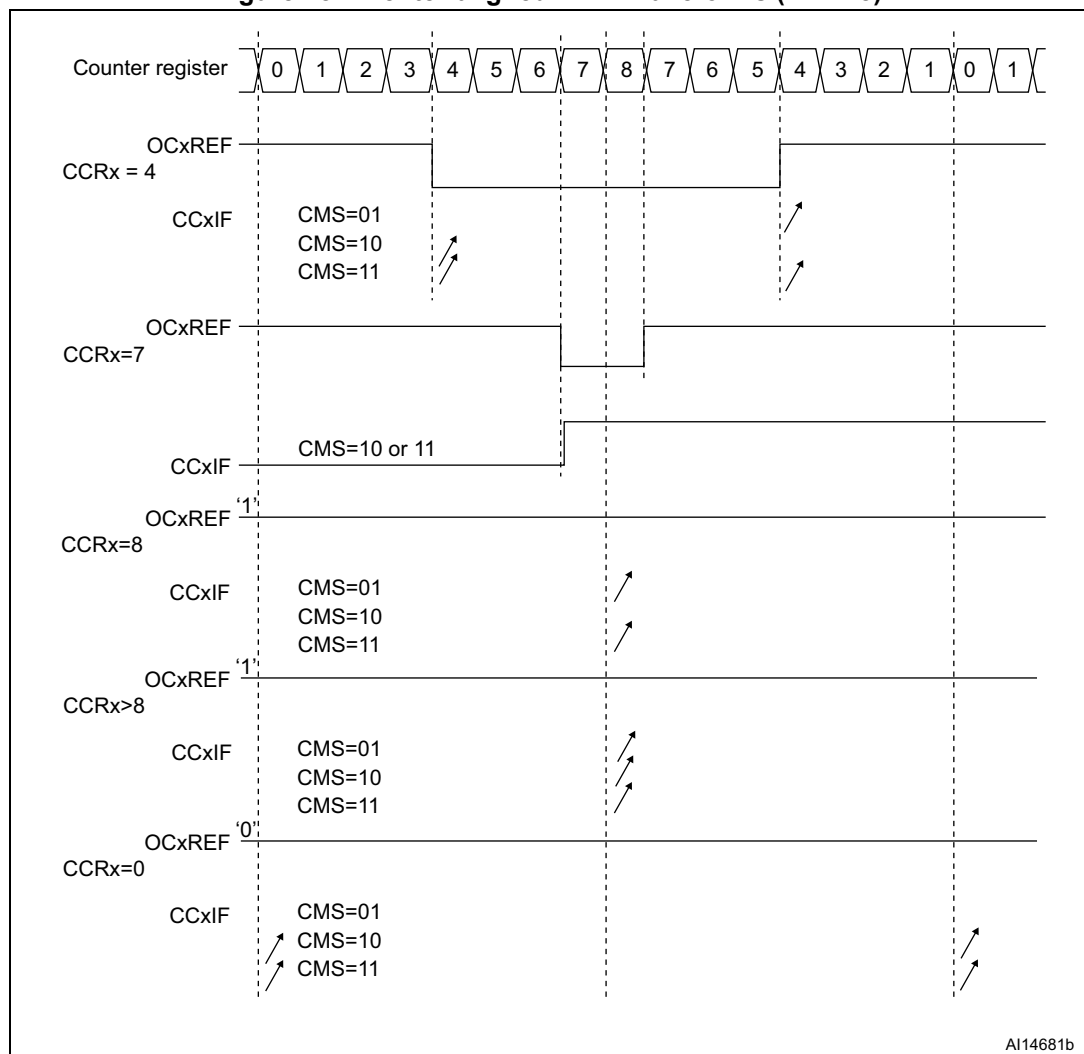 Counter register 0 1 2 3 4 5 6 7 8 7 6 5 4 3 2 1 0 1
OCxREF
CCRx = 4
CCxIF CMS=01
CMS=10
CMS=11
OCxREF
CCRx=7
CMS=10 or 11
CCxIF
OCxREF '1'
CCRx=8
CCxIF CMS=01
CMS=10
CMS=11
OCxREF '1'
CCRx>8
CCxIF CMS=01
CMS=10
CMS=11
OCxREF '0'
CCRx=0
CCxIF CMS=01
CMS=10
CMS=11
AI14681b